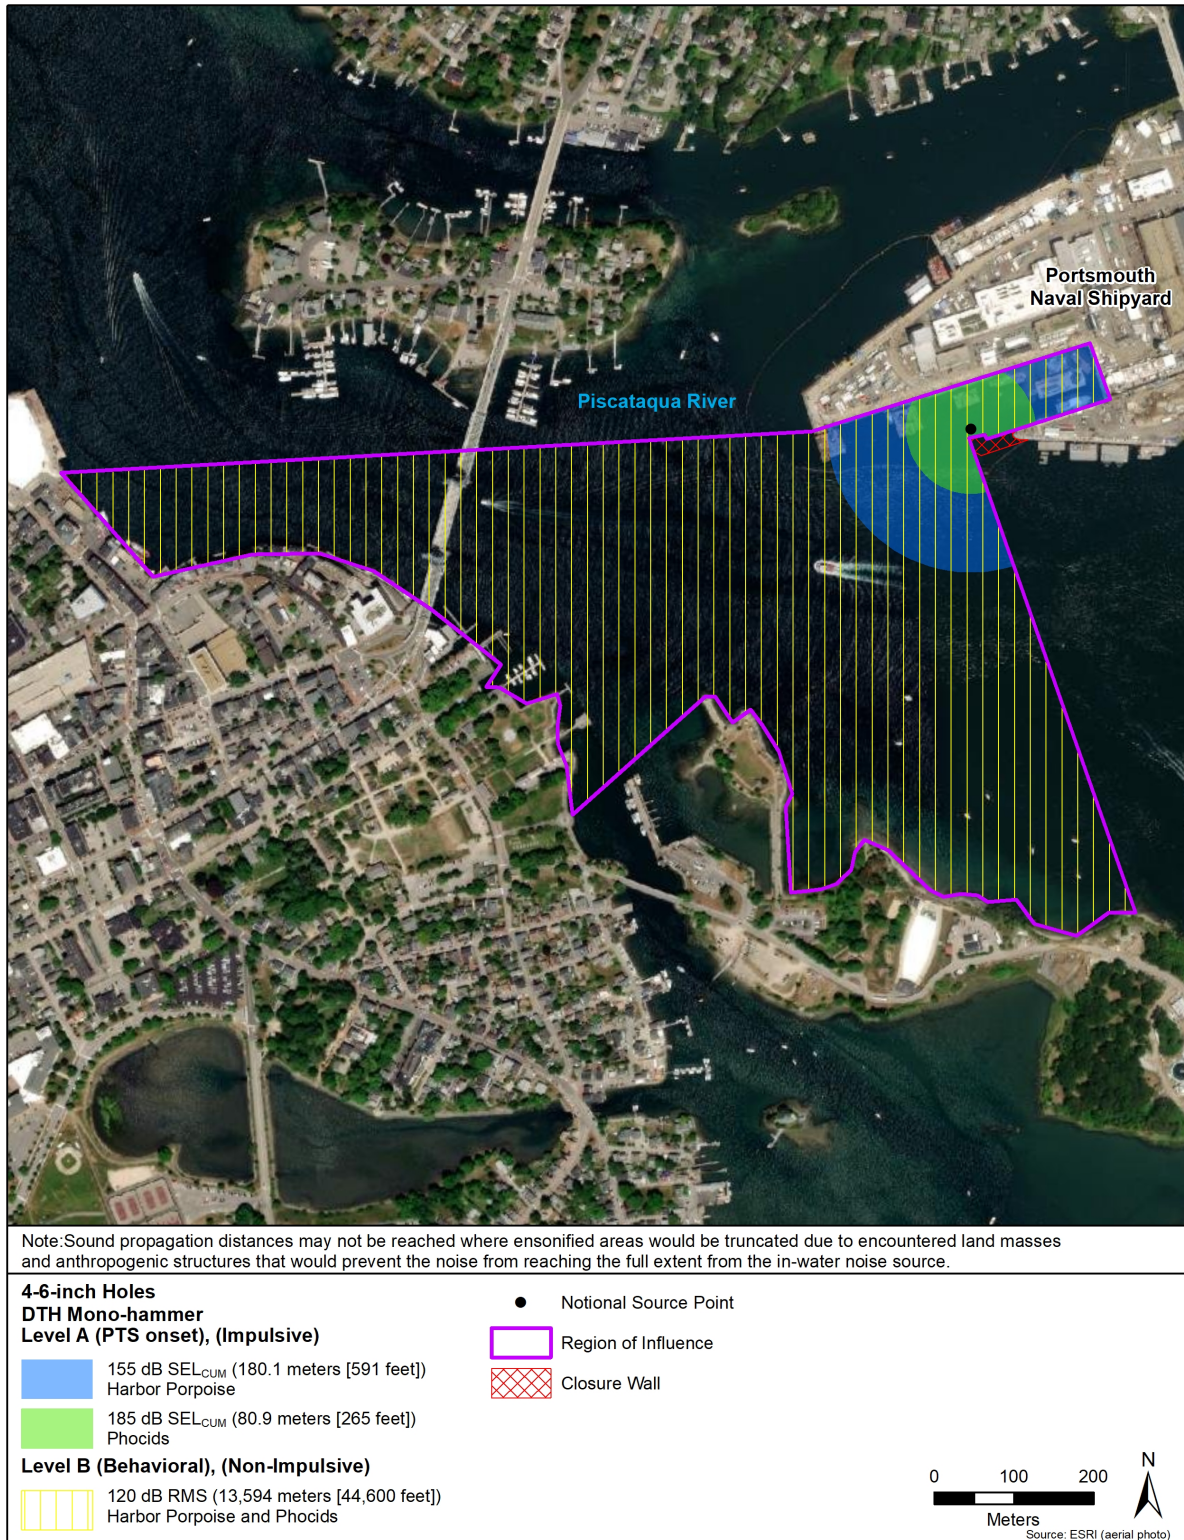 Portsmouth
Naval Shipyard
Piscataqua River
Note:Sound propagation distances may not be reached where ensonified areas would be truncated due to encountered land masses
and anthropogenic structures that would prevent the noise from reaching the full extent from the in-water noise source.
4-6-inch Holes
DTH Mono-hammer
Level A (PTS onset), (Impulsive)
155 dB SELCUM (180.1 meters [591 feet])
Harbor Porpoise
185 dB SELCUM (80.9 meters [265 feet])
Phocids
Level B (Behavioral), (Non-Impulsive)
120 dB RMS (13,594 meters [44,600 feet])
Harbor Porpoise and Phocids
Notional Source Point
Region of Influence
Closure Wall
0 100 200
Meters
N
Source: ESRI (aerial photo)